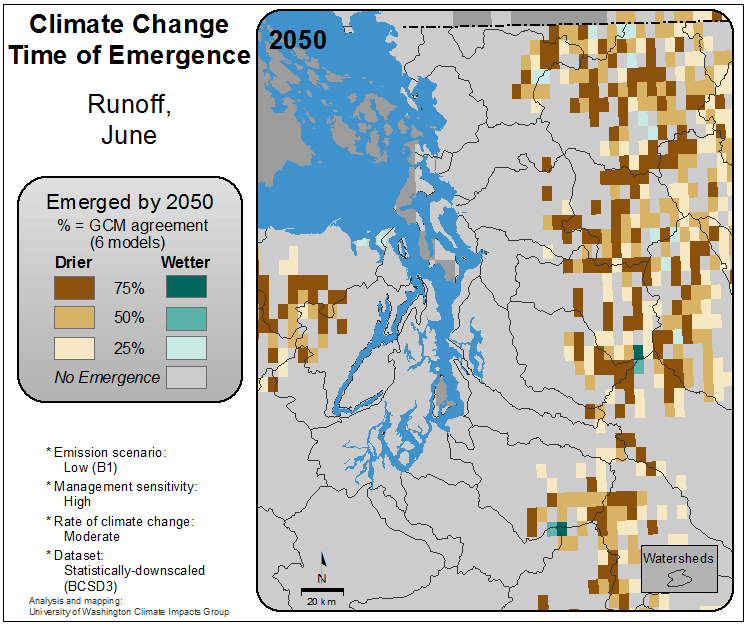 Climate Change
Time of Emergence
Runoff,
June
Emerged by 2050
% = GCM agreement
(6 models)
Drier Wetter
75%
50%
25%
No Emergence
* Emission scenario:
Low (B1)
* Management sensitivity:
High
* Rate of climate change:
Moderate
* Dataset:
Statistically-downscaled
(BCSD3)
Analysis and mapping:
University of Washington Climate Impacts Group
2050
N
20 km
Watersheds